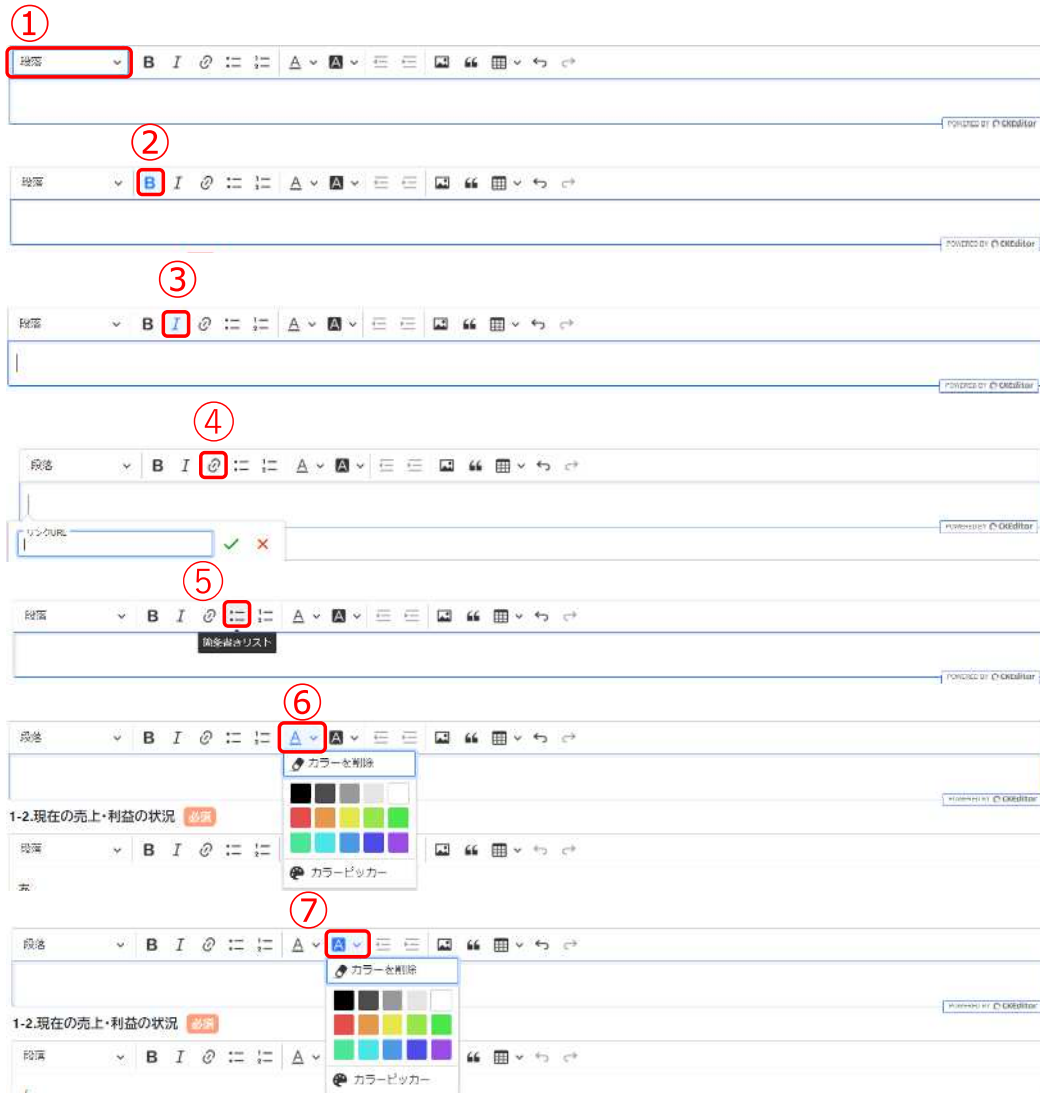 ①
段落 B I A A
POWERED BY CKEditor
②
段落 B I A A
POWERED BY CKEditor
③
段落 B I A A
POWERED BY CKEditor
④
段落 B I A A
POWERED BY CKEditor
リンクURL
⑤
段落 B I A A
箇条書きリスト
POWERED BY CKEditor
⑥
段落 B I A A
カラーを削除
POWERED BY CKEditor
1-2.現在の売上・利益の状況 必須
段落 B I
カラーピッカー
⑦
段落 B I A A
カラーを削除
POWERED BY CKEditor
1-2.現在の売上・利益の状況 必須
段落 B I A
カラーピッカー